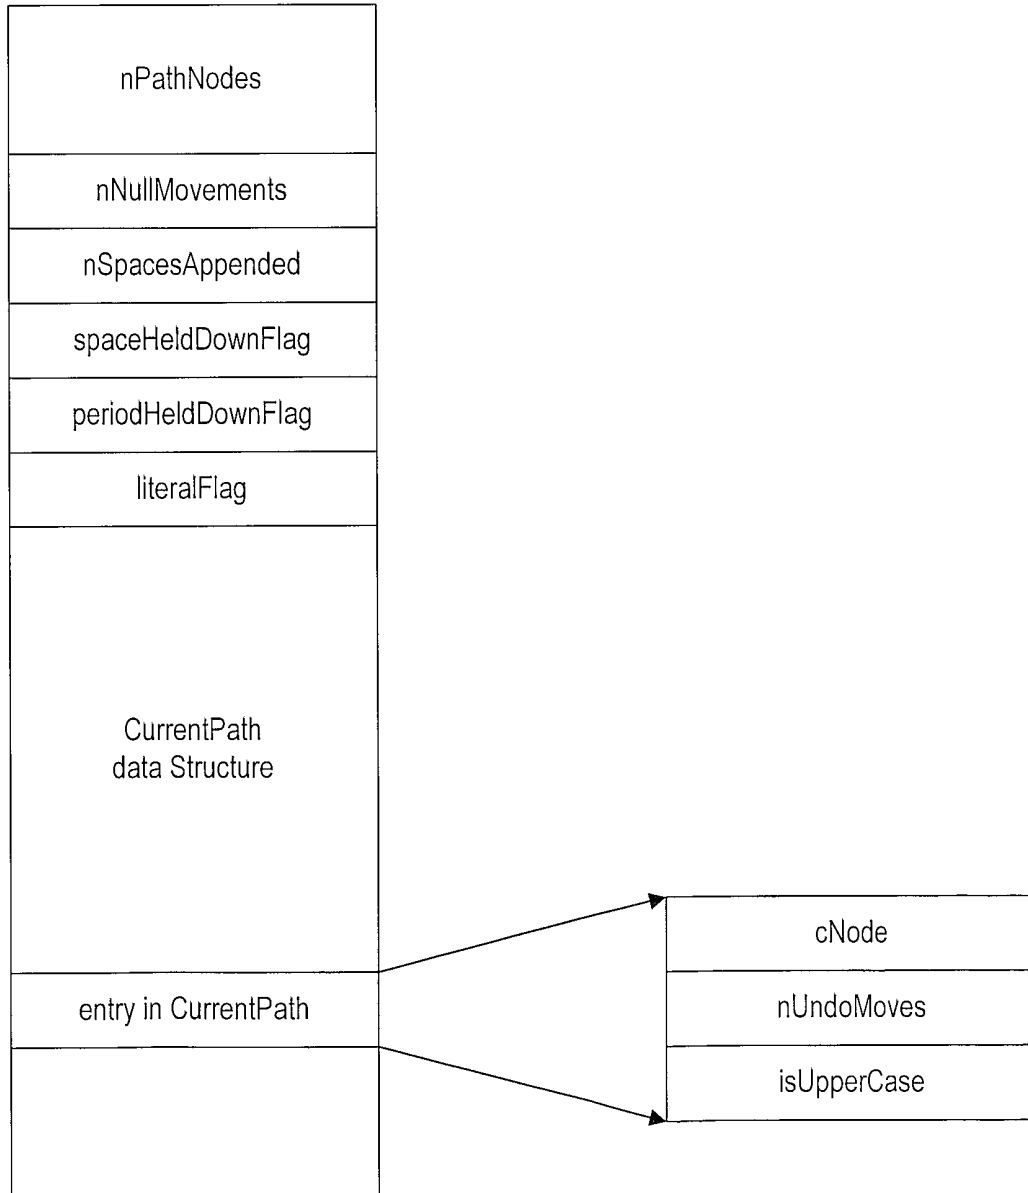 nPathNodes
nNullMovements
nSpacesAppended
spaceHeldDownFlag
periodHeldDownFlag
literalFlag
CurrentPath
data Structure
entry in CurrentPath
cNode
nUndoMoves
isUpperCase